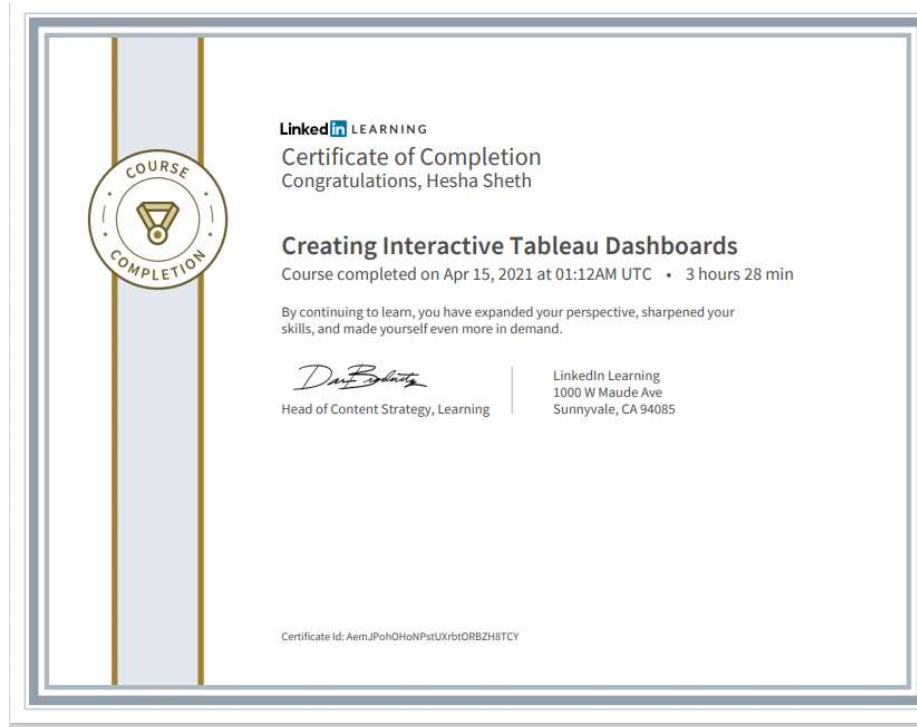 LinkedIn LEARNING
Certificate of Completion
Congratulations, Hesha Sheth
COURSE
COMPLETION
Creating Interactive Tableau Dashboards
Course completed on Apr 15, 2021 at 01:12AM UTC • 3 hours 28 min
By continuing to learn, you have expanded your perspective, sharpened your
skills, and made yourself even more in demand.
Head of Content Strategy, Learning
LinkedIn Learning
1000 W Maude Ave
Sunnyvale, CA 94085
Certificate Id: AemJPohOHoNPstUXrbtORBZH8TCY